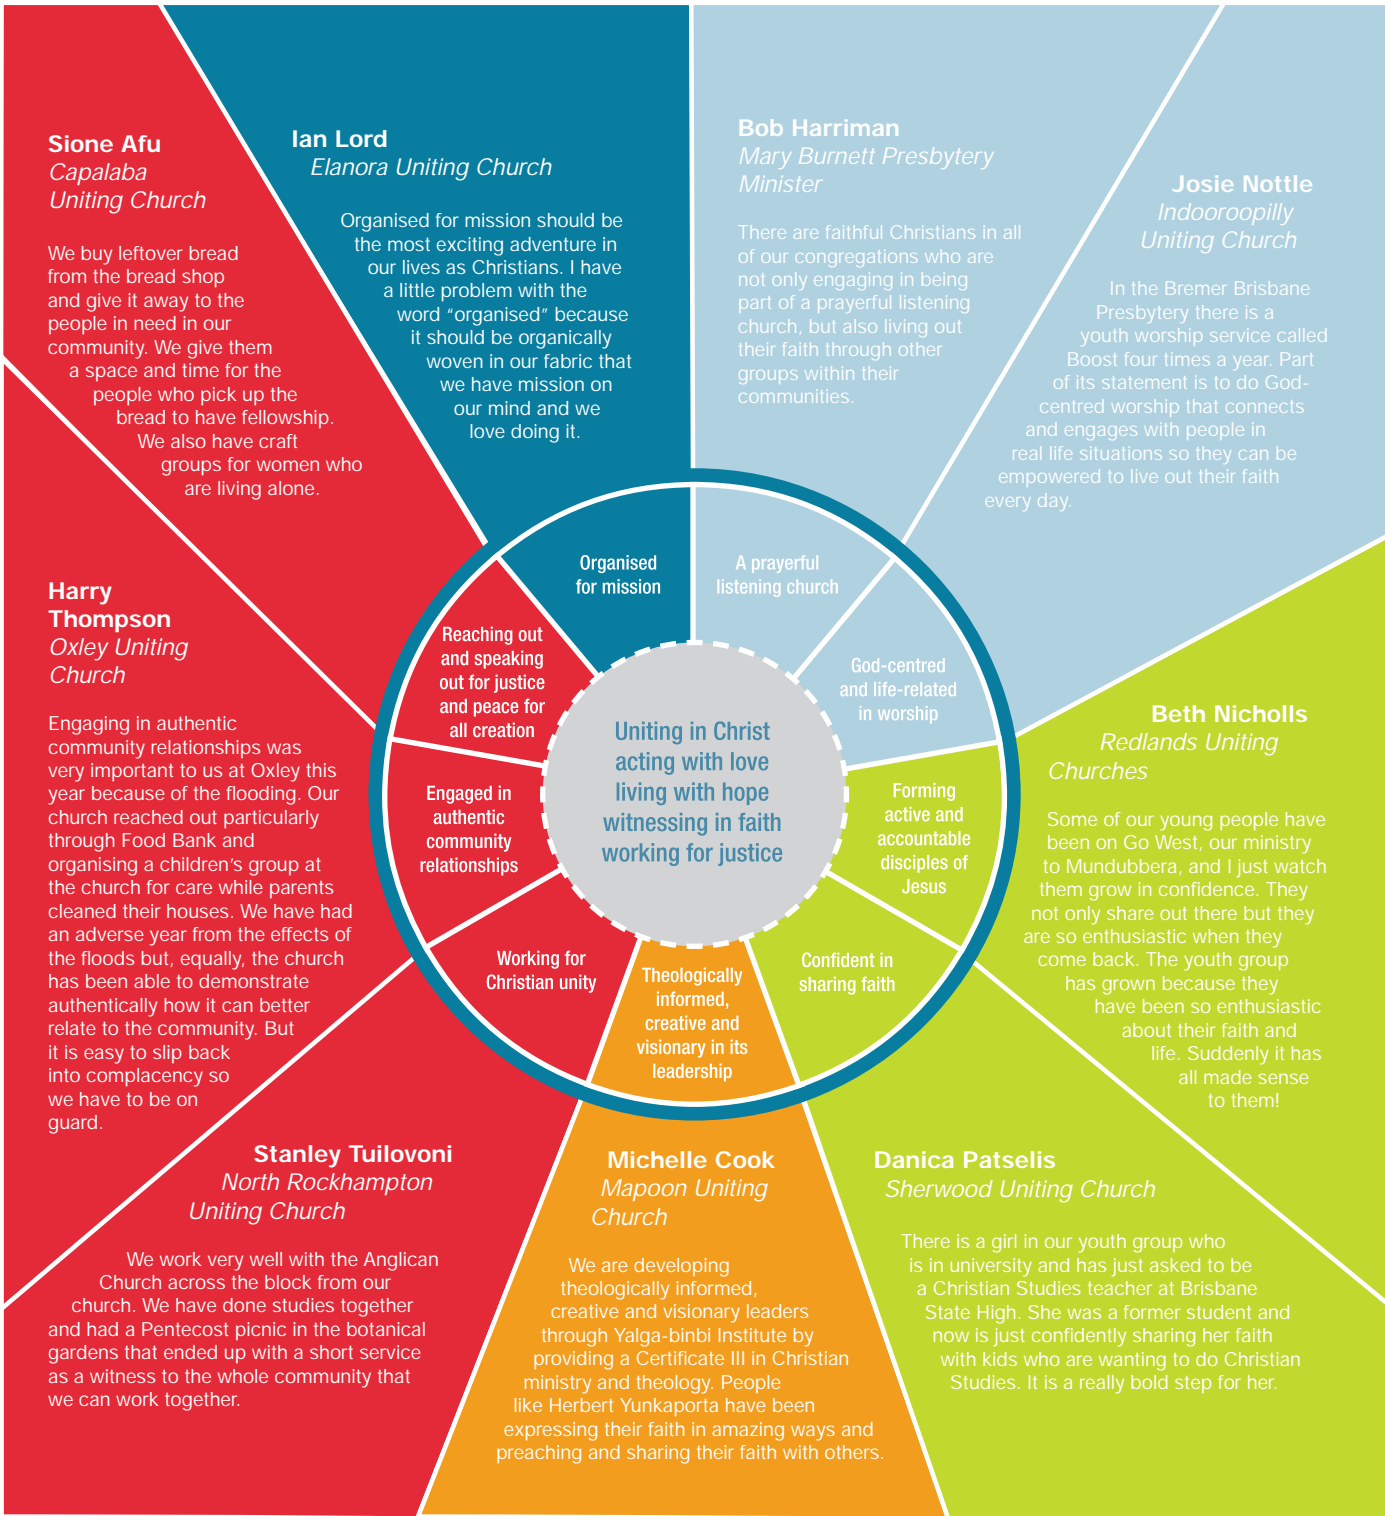 Sione Afu
Capalaba
Uniting Church
We buy leftover bread
from the bread shop
and give it away to the
people in need in our
community. We give them
a space and time for the
people who pick up the
bread to have fellowship.
We also have craft
groups for women who
are living alone.
Ian Lord
Elanora Uniting Church
Organised for mission should be
the most exciting adventure in
our lives as Christians. I have
a little problem with the
word “organised” because
it should be organically
woven in our fabric that
we have mission on
our mind and we
love doing it.
Bob Harriman
Mary Burnett Presbytery
Minister
There are faithful Christians in all
of our congregations who are
not only engaging in being
part of a prayerful listening
church, but also living out
their faith through other
groups within their
communities.
Josie Nottle
Indooroopilly
Uniting Church
In the Bremer Brisbane
Presbytery there is a
youth worship service called
Boost four times a year. Part
of its statement is to do God-
centred worship that connects
and engages with people in
real life situations so they can be
empowered to live out their faith
every day.
Harry
Thompson
Oxley Uniting
Church
Engaging in authentic
community relationships was
very important to us at Oxley this
year because of the flooding. Our
church reached out particularly
through Food Bank and
organising a children’s group at
the church for care while parents
cleaned their houses. We have had
an adverse year from the effects of
the floods but, equally, the church
has been able to demonstrate
authentically how it can better
relate to the community. But
it is easy to slip back
into complacency so
we have to be on
guard.
Organised
for mission
A prayerful
listening church
Reaching out
and speaking
out for justice
and peace for
all creation
God-centred
and life-related
in worship
Uniting in Christ
acting with love
living with hope
witnessing in faith
working for justice
Engaged in
authentic
community
relationships
Forming
active and
accountable
disciples of
Jesus
Working for
Christian unity
Theologically
informed,
creative and
visionary in its
leadership
Confident in
sharing faith
Beth Nicholls
Redlands Uniting
Churches
Some of our young people have
been on Go West, our ministry
to Mundubbera, and I just watch
them grow in confidence. They
not only share out there but they
are so enthusiastic when they
come back. The youth group
has grown because they
have been so enthusiastic
about their faith and
life. Suddenly it has
all made sense
to them!
Stanley Tuilovoni
North Rockhampton
Uniting Church
We work very well with the Anglican
Church across the block from our
church. We have done studies together
and had a Pentecost picnic in the botanical
gardens that ended up with a short service
as a witness to the whole community that
we can work together.
Michelle Cook
Mapoon Uniting
Church
We are developing
theologically informed,
creative and visionary leaders
through Yalga-binbi Institute by
providing a Certificate III in Christian
ministry and theology. People
like Herbert Yunkaporta have been
expressing their faith in amazing ways and
preaching and sharing their faith with others.
Danica Patselis
Sherwood Uniting Church
There is a girl in our youth group who
is in university and has just asked to be
a Christian Studies teacher at Brisbane
State High. She was a former student and
now is just confidently sharing her faith
with kids who are wanting to do Christian
Studies. It is a really bold step for her.